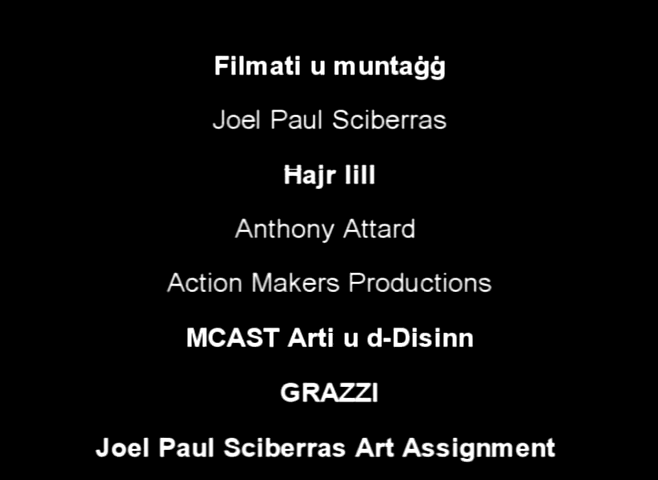 Filmati u muntaġġ
Joel Paul Sciberras
Ħajr lill
Anthony Attard
Action Makers Productions
MCAST Arti u d-Disinn
GRAZZI
Joel Paul Sciberras Art Assignment